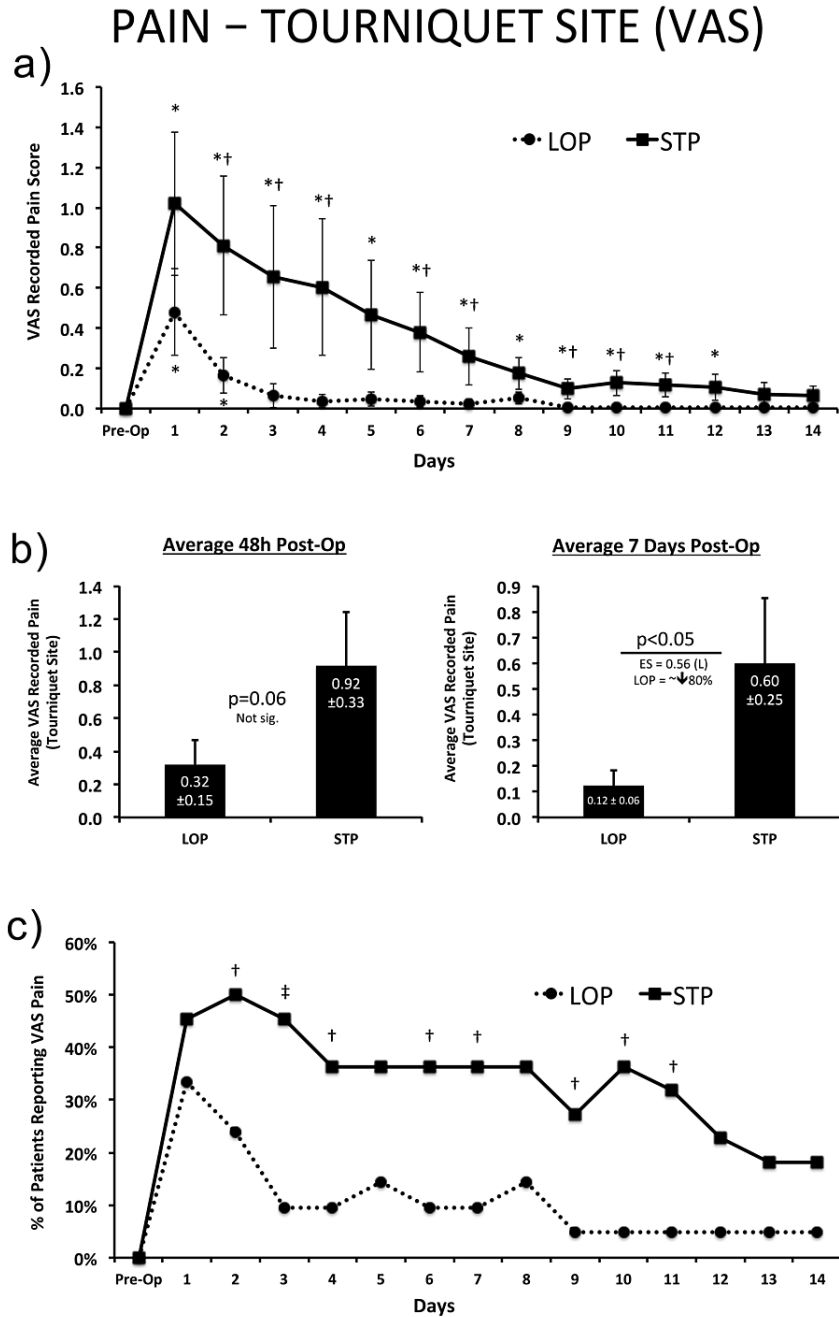 PAIN – TOURNIQUET SITE (VAS)
a)
VAS Recorded Pain Score
1.6
1.4
1.2
1.0
0.8
0.6
0.4
0.2
0.0
LOP STP
* *† *† *† * *† *† * *† *† *† *
* *
Pre-Op 1 2 3 4 5 6 7 8 9 10 11 12 13 14
Days
b)
Average 48h Post-Op
Average VAS Recorded Pain
(Tourniquet Site)
1.4
1.2
1.0
0.8
0.6
0.4
0.2
0.0
p=0.06
Not sig.
0.32
±0.15
0.92
±0.33
LOP STP
Average 7 Days Post-Op
Average VAS Recorded Pain
(Tourniquet Site)
0.9
0.8
0.7
0.6
0.5
0.4
0.3
0.2
0.1
0.0
p<0.05
ES = 0.56 (L)
LOP = ~↓80%
0.12 ± 0.06
0.60
±0.25
LOP STP
c)
% of Patients Reporting VAS Pain
60%
50%
40%
30%
20%
10%
0%
LOP STP
† ‡ † † † † † †
Pre-Op 1 2 3 4 5 6 7 8 9 10 11 12 13 14
Days